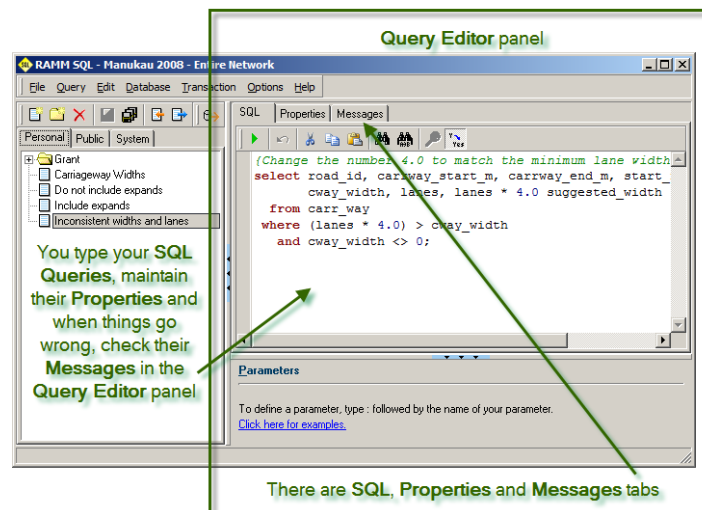 Query Editor panel
RAMM SQL - Manukau 2008 - Entire Network
File Query Edit Database Transaction Options Help
Personal Public System
Grant
Carriageway Widths
Do not include expands
Include expands
Inconsistent widths and lanes
You type your SQL
Queries, maintain
their Properties and
when things go
wrong, check their
Messages in the
Query Editor panel
SQL Properties Messages
Yes
{Change the number 4.0 to match the minimum lane width
select road_id, carrway_start_m, carrway_end_m, start_
cway_width, lanes, lanes * 4.0 suggested_width
from carr_way
where (lanes * 4.0) > cway_width
and cway_width <> 0;
Parameters
To define a parameter, type : followed by the name of your parameter.
Click here for examples.
There are SQL, Properties and Messages tabs